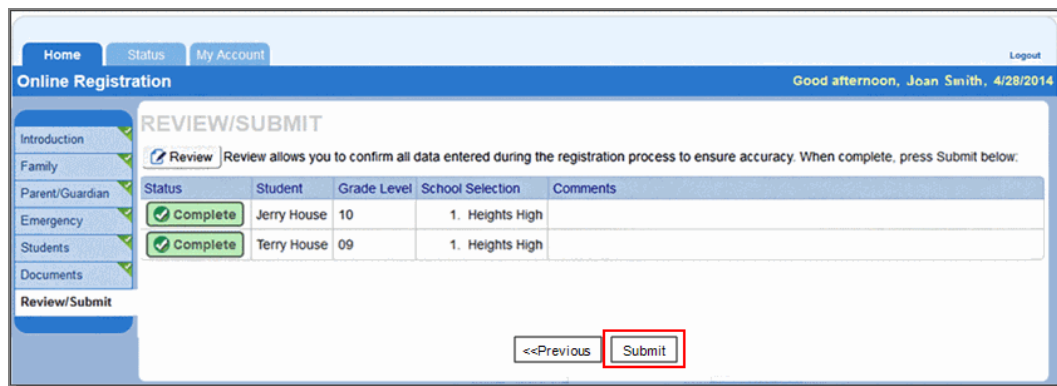 Home Status My Account Logout
Online Registration Good afternoon, Joan Smith, 4/28/2014
REVIEW/SUBMIT
Introduction
Review Review allows you to confirm all data entered during the registration process to ensure accuracy. When complete, press Submit below:
Family
Parent/Guardian
Status Student Grade Level School Selection Comments
Emergency
Complete Jerry House 10 1. Heights High
Students
Complete Terry House 09 1. Heights High
Documents
Review/Submit
<<Previous Submit